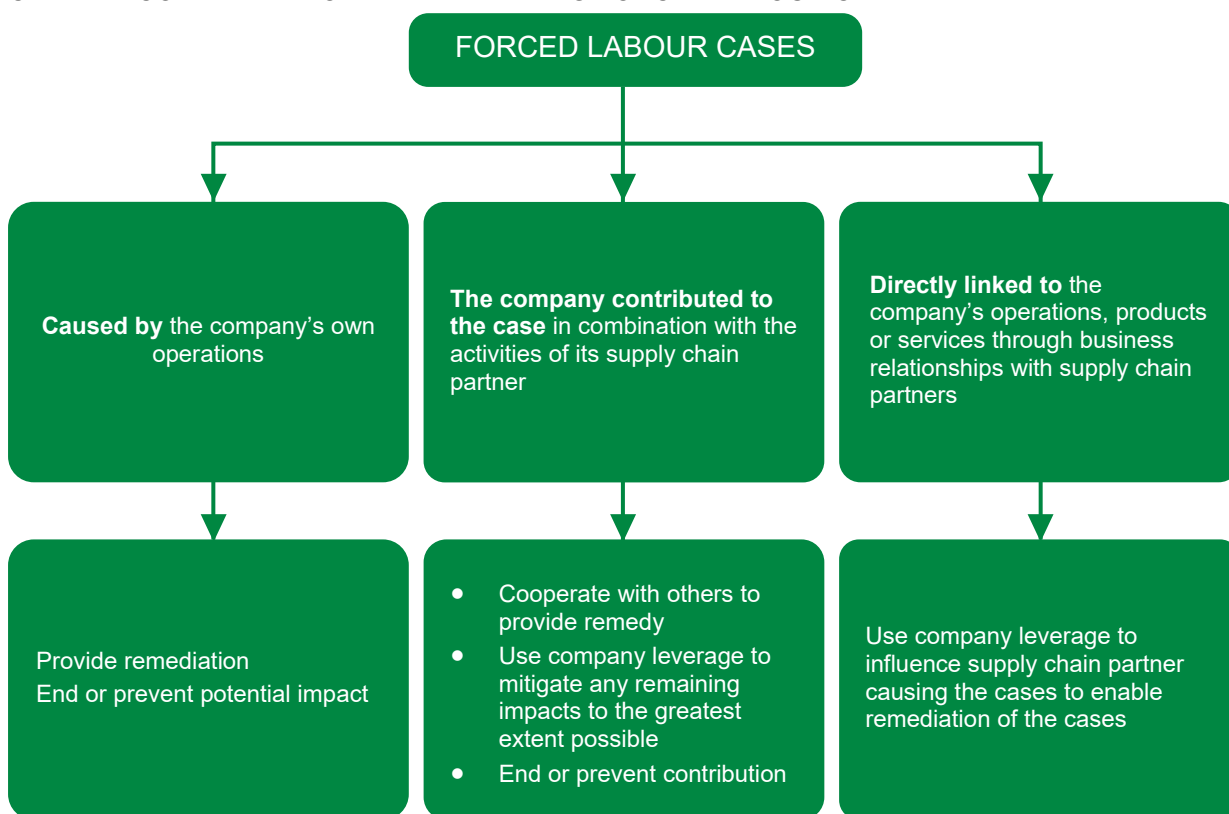 FORCED LABOUR CASES
Caused by the company's own
operations
The company contributed to
the case in combination with the
activities of its supply chain
partner
Directly linked to the
company's operations, products
or services through business
relationships with supply chain
partners
Provide remediation
End or prevent potential impact
• Cooperate with others to
provide remedy
• Use company leverage to
mitigate any remaining
impacts to the greatest
extent possible
• End or prevent contribution
Use company leverage to
influence supply chain partner
causing the cases to enable
remediation of the cases